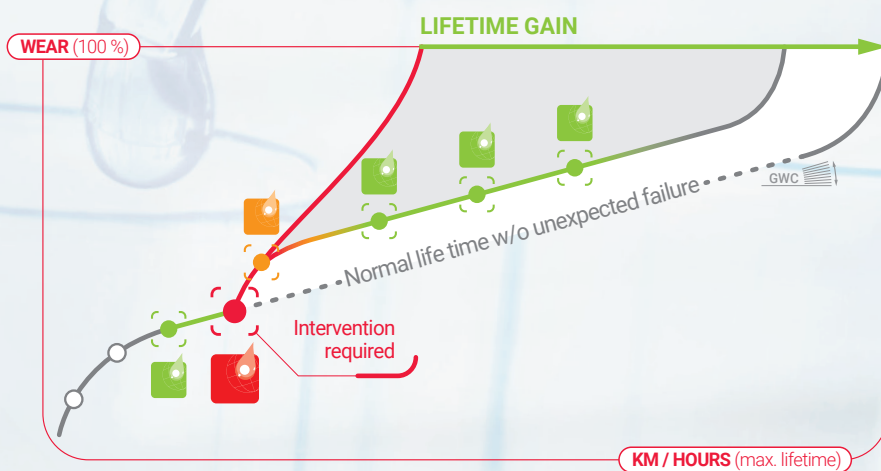 LIFETIME GAIN
WEAR (100 %)
GWC
Normal life time w/o unexpected failure
Intervention
required
KM / HOURS (max. lifetime)